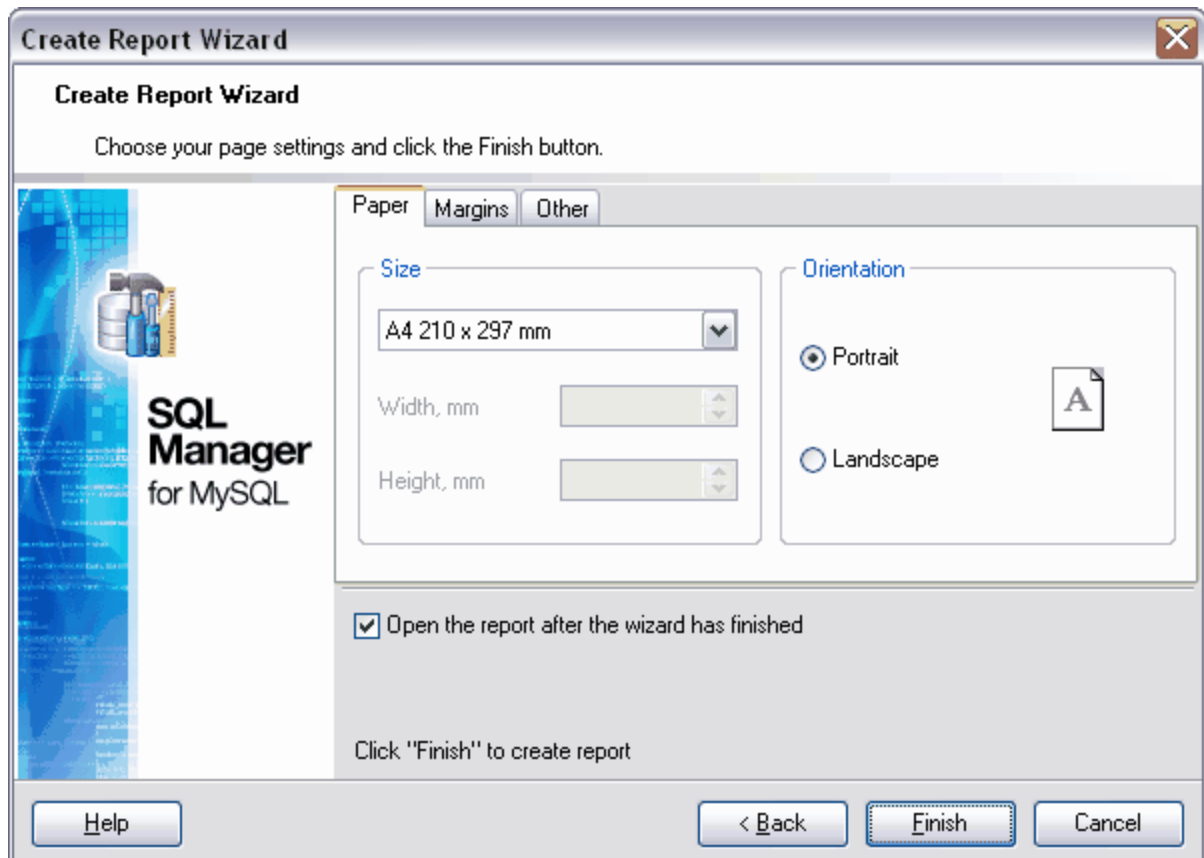 Create Report Wizard
Create Report Wizard
Choose your page settings and click the Finish button.
SQL
Manager
for MySQL
Paper
Margins
Other
Size
A4 210 x 297 mm
Width, mm
Height, mm
Orientation
Portrait
A
Landscape
Open the report after the wizard has finished
Click "Finish" to create report
Help
< Back
Finish
Cancel